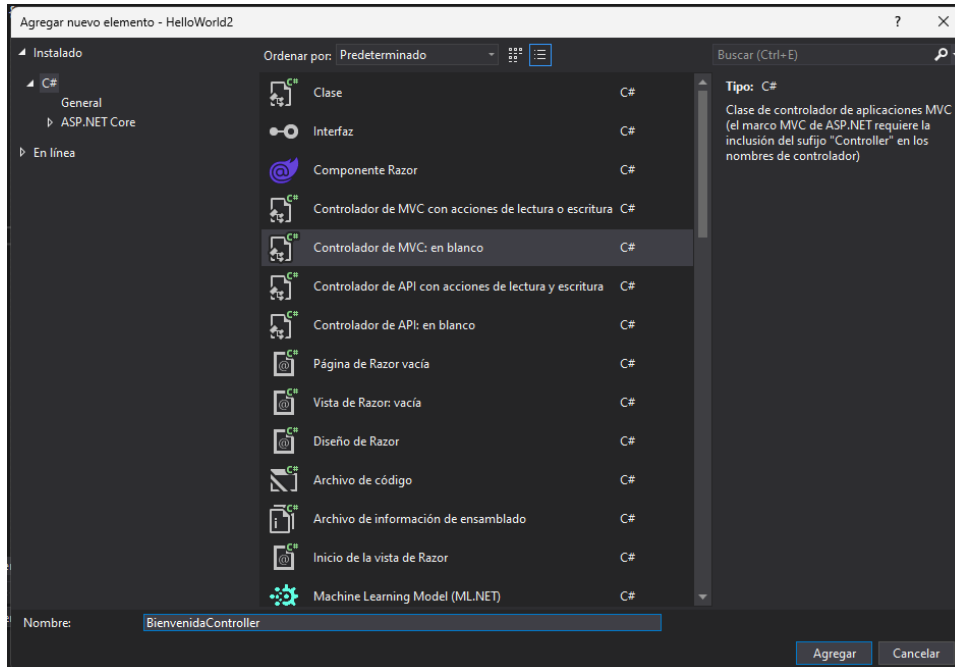 Agregar nuevo elemento - HelloWorld2
? ×
Instalado
C#
General
ASP.NET Core
En línea
Ordenar por: Predeterminado
Clase C#
Interfaz C#
Componente Razor C#
Controlador de MVC con acciones de lectura o escritura C#
Controlador de MVC: en blanco C#
Controlador de API con acciones de lectura y escritura C#
Controlador de API: en blanco C#
Página de Razor vacía C#
Vista de Razor: vacía C#
Diseño de Razor C#
Archivo de código C#
Archivo de información de ensamblado C#
Inicio de la vista de Razor C#
Machine Learning Model (ML.NET) C#
Buscar (Ctrl+E)
Tipo: C#
Clase de controlador de aplicaciones MVC
(el marco MVC de ASP.NET requiere la
inclusión del sufijo "Controller" en los
nombres de controlador)
Nombre: BienvenidaController
Agregar Cancelar